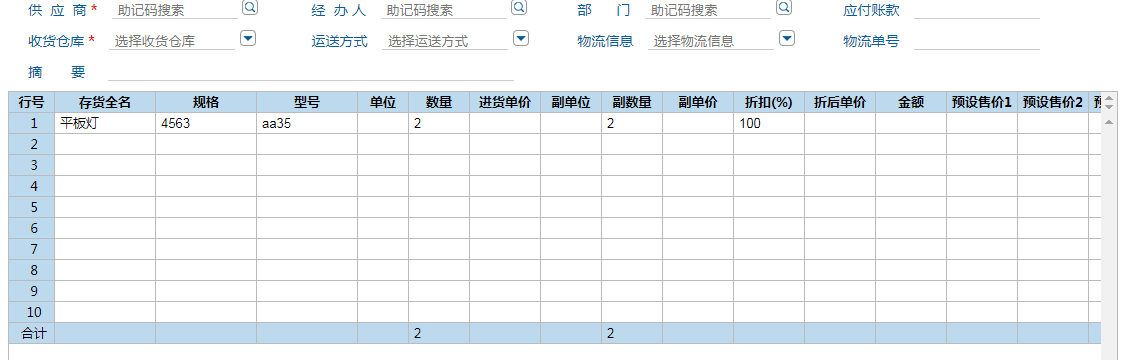 供 应 商 * 助记码搜索 经 办 人 助记码搜索 部 门 助记码搜索 应付账款
收货仓库 * 选择收货仓库 运送方式 选择运送方式 物流信息 选择物流信息 物流单号
摘 要
行号 存货全名 规格 型号 单位 数量 进货单价 副单位 副数量 副单价 折扣(%) 折后单价 金额 预设售价1 预设售价2
1 平板灯 4563 aa35 2 2 100
2
3
4
5
6
7
8
9
10
合计 2 2